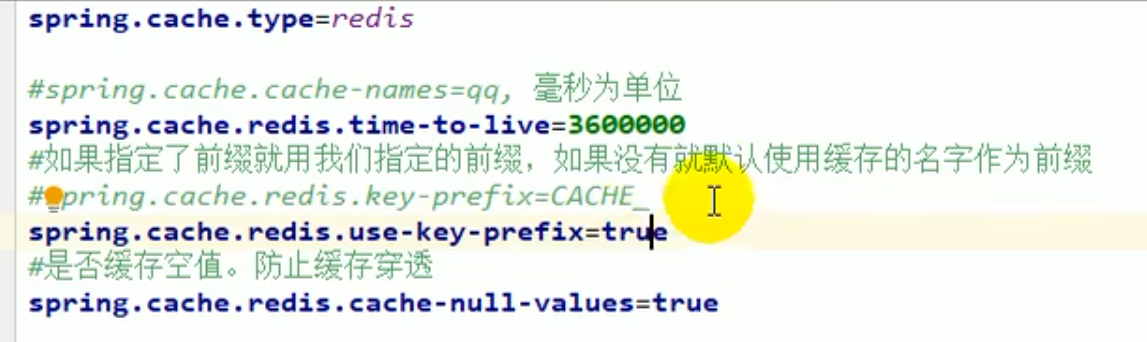 spring.cache.type=redis
#spring.cache.cache-names=qq, 毫秒为单位
spring.cache.redis.time-to-live=3600000
#如果指定了前缀就用我们指定的前缀，如果没有就默认使用缓存的名字作为前缀
#spring.cache.redis.key-prefix=CACHE_
spring.cache.redis.use-key-prefix=true
#是否缓存空值。防止缓存穿透
spring.cache.redis.cache-null-values=true